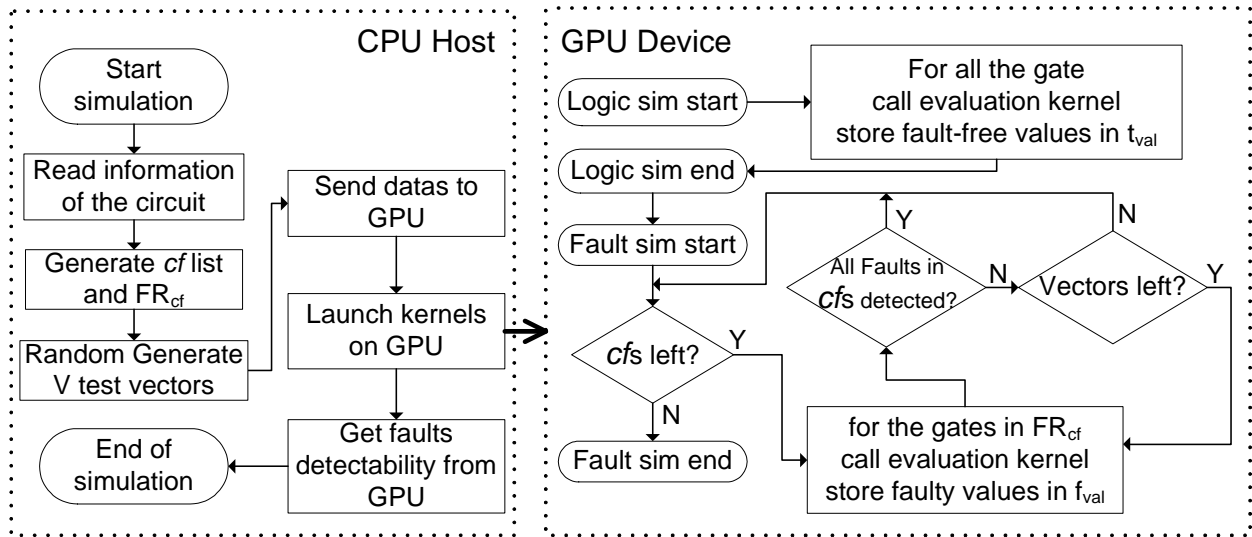 CPU Host
Start
simulation
Read information
of the circuit
Generate cf list
and FRcf
Random Generate
V test vectors
Send datas to
GPU
Launch kernels
on GPU
Get faults
detectability from
GPU
End of
simulation
GPU Device
Logic sim start
For all the gate
call evaluation kernel
store fault-free values in tval
Logic sim end
Fault sim start
cfs left?
Y
N
Fault sim end
for the gates in FRcf
call evaluation kernel
store faulty values in fval
All Faults in
cfs detected?
Y
N
Vectors left?
N
Y